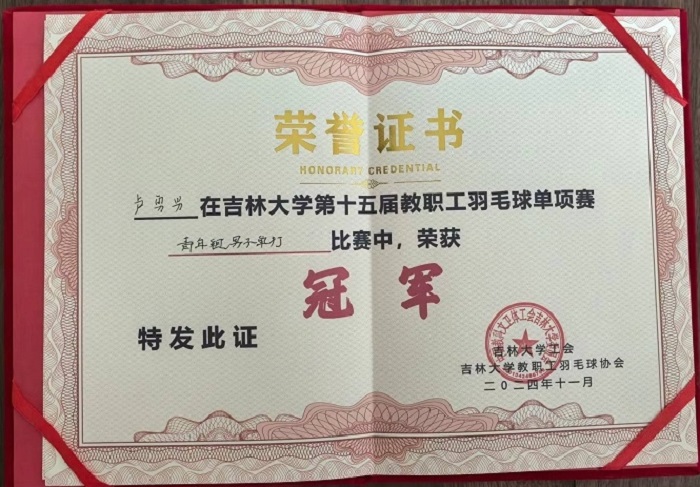 荣誉证书
HONORARY CREDENTIAL
卢勇男在吉林大学第十五届教职工羽毛球单项赛
青年组男子单打比赛中，荣获
冠军
特发此证
吉林大学工会
吉林大学教职工羽毛球协会
二〇二四年十一月